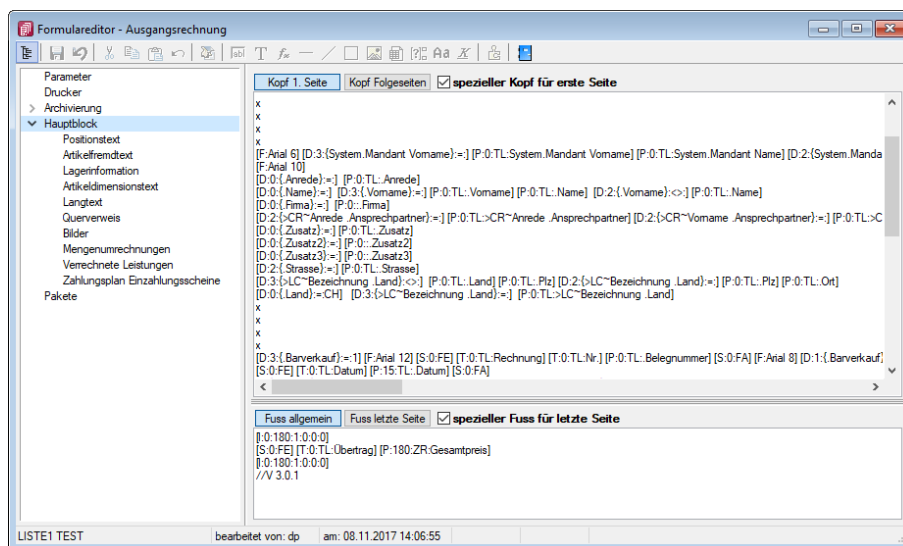 Formulareditor - Ausgangsrechnung
Parameter
Drucker
Archivierung
Hauptblock
Positionstext
Artikelfremdtext
Lagerinformation
Artikeldimensionstext
Langtext
Querverweis
Bilder
Mengenumrechnungen
Verrechnete Leistungen
Zahlungsplan Einzahlungsscheine
Pakete
Kopf 1. Seite Kopf Folgeseiten spezieller Kopf für erste Seite
x
x
x
x
[F:Arial 6] [D:3:{System.Mandant Vorname}:=:] [P:0:TL:System.Mandant Vorname] [P:0:TL:System.Mandant Name] [D:2:{System.Manda
[F:Arial 10]
[D:0:{.Anrede}:=:] [P:0:TL:.Anrede]
[D:0:{.Name}:=:] [D:3:{.Vorname}:=:] [P:0:TL:.Vorname] [P:0:TL:.Name] [D:2:{.Vorname}:<>:] [P:0:TL:.Name]
[D:0:{.Firma}:=:] [P:0::.Firma]
[D:2:{>CR~Anrede .Ansprechpartner}:=:] [P:0:TL:>CR~Anrede .Ansprechpartner] [D:2:{>CR~Vorname .Ansprechpartner}:=:] [P:0:TL:>C
[D:0:{.Zusatz}:=:] [P:0:TL:.Zusatz]
[D:0:{.Zusatz2}:=:] [P:0::.Zusatz2]
[D:0:{.Zusatz3}:=:] [P:0::.Zusatz3]
[D:2:{.Strasse}:=:] [P:0:TL:.Strasse]
[D:3:{>LC~Bezeichnung .Land}:<>:] [P:0:TL:.Land] [P:0:TL:.Plz] [D:2:{>LC~Bezeichnung .Land}:=:] [P:0:TL:.Plz] [P:0:TL:.Ort]
[D:0:{.Land}:=:CH] [D:3:{>LC~Bezeichnung .Land}:=:] [P:0:TL:>LC~Bezeichnung .Land]
x
x
x
x
[D:3:{.Barverkauf}:=:1] [F:Arial 12] [S:0:FE] [T:0:TL:Rechnung] [T:0:TL:Nr.] [P:0:TL:.Belegnummer] [S:0:FA] [F:Arial 8] [D:1:{.Barverkauf}
[S:0:FE] [T:0:TL:Datum] [P:15:TL:.Datum] [S:0:FA]
Fuss allgemein Fuss letzte Seite spezieller Fuss für letzte Seite
[l:0:180:1:0:0:0]
[S:0:FE] [T:0:TL:Übertrag] [P:180:ZR:Gesamtpreis]
[l:0:180:1:0:0:0]
//V 3.0.1
LISTE1 TEST bearbeitet von: dp am: 08.11.2017 14:06:55